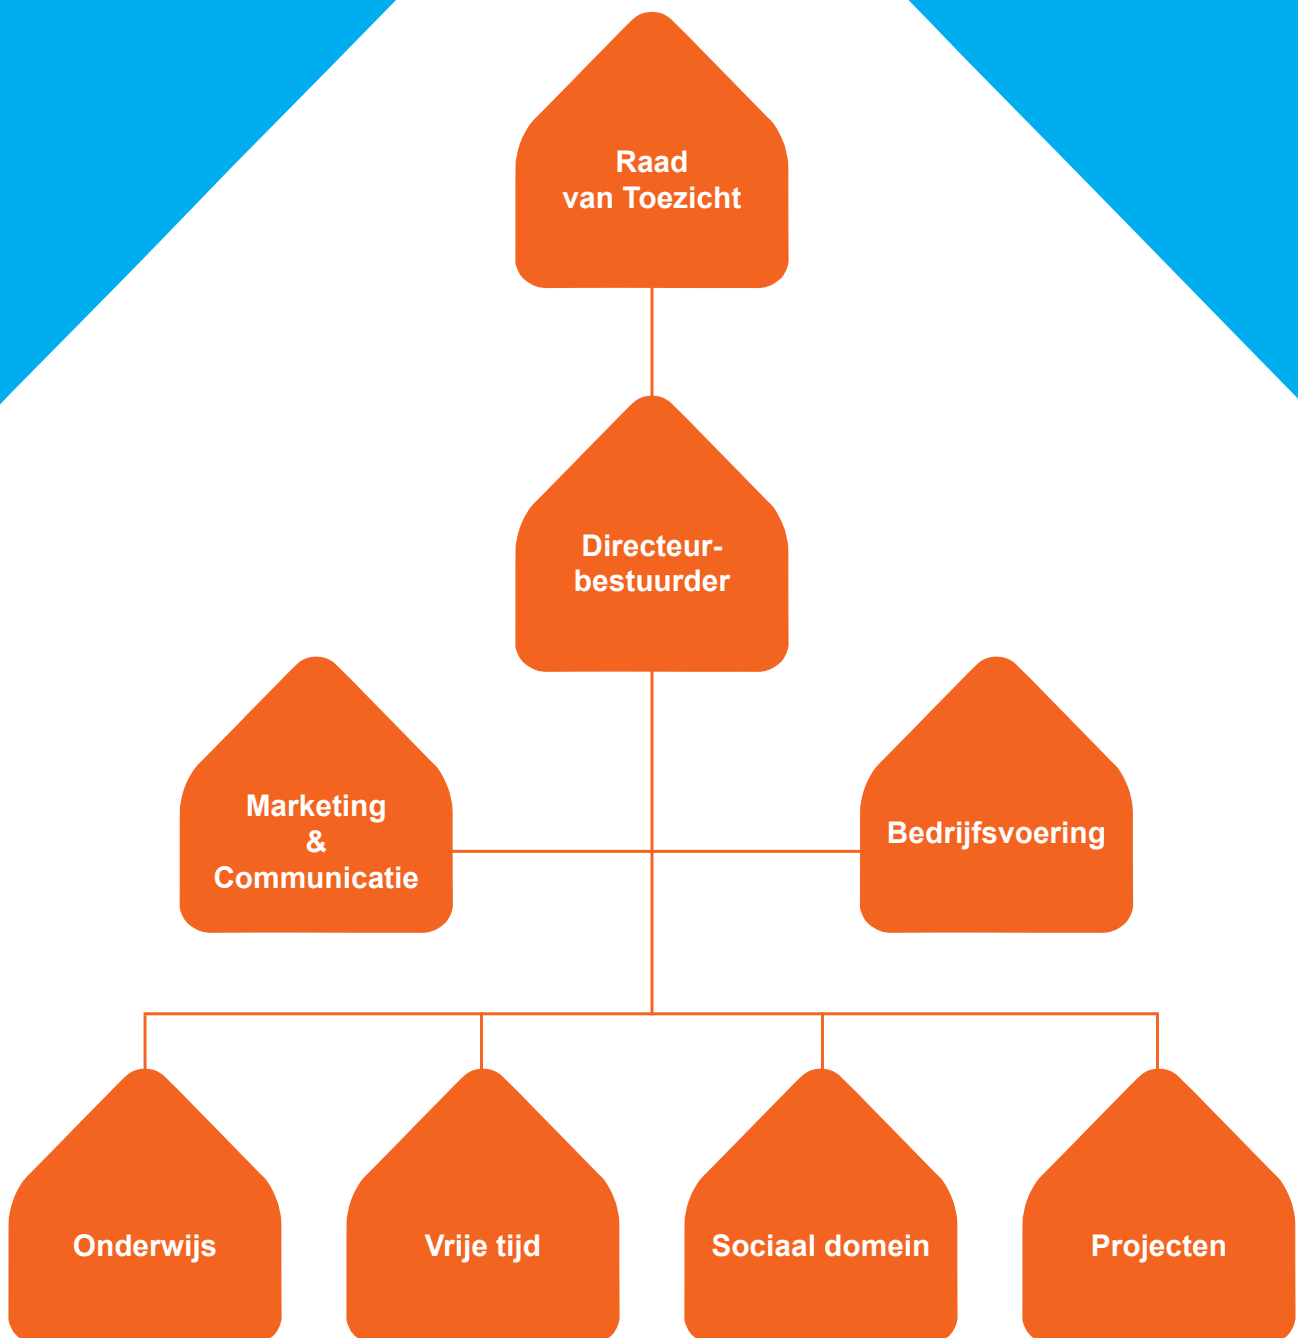 Raad
van Toezicht
Directeur-
bestuurder
Marketing
&
Communicatie
Bedrijfsvoering
Onderwijs
Vrije tijd
Sociaal domein
Projecten